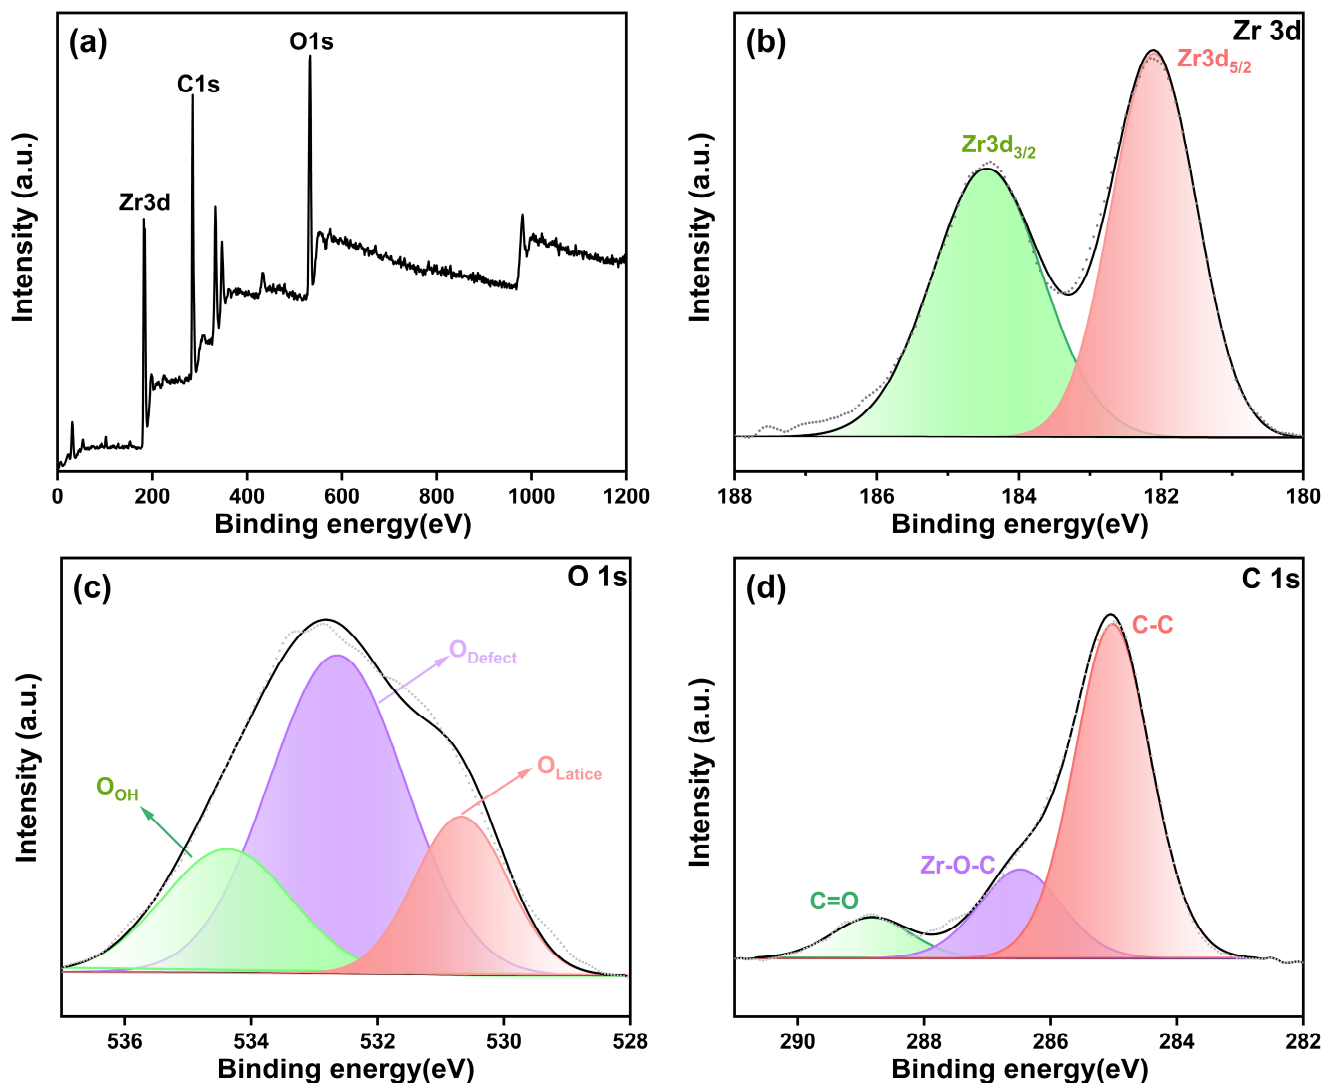 (a)
O1s
C1s
Zr3d
Intensity (a.u.)
0 200 400 600 800 1000 1200
Binding energy(eV)
(b)
Zr 3d
Zr3d5/2
Zr3d3/2
Intensity (a.u.)
188 186 184 182 180
Binding energy(eV)
(c)
O 1s
ODefect
OLatice
OOH
Intensity (a.u.)
536 534 532 530 528
Binding energy(eV)
(d)
C 1s
C-C
Zr-O-C
C=O
Intensity (a.u.)
290 288 286 284 282
Binding energy(eV)